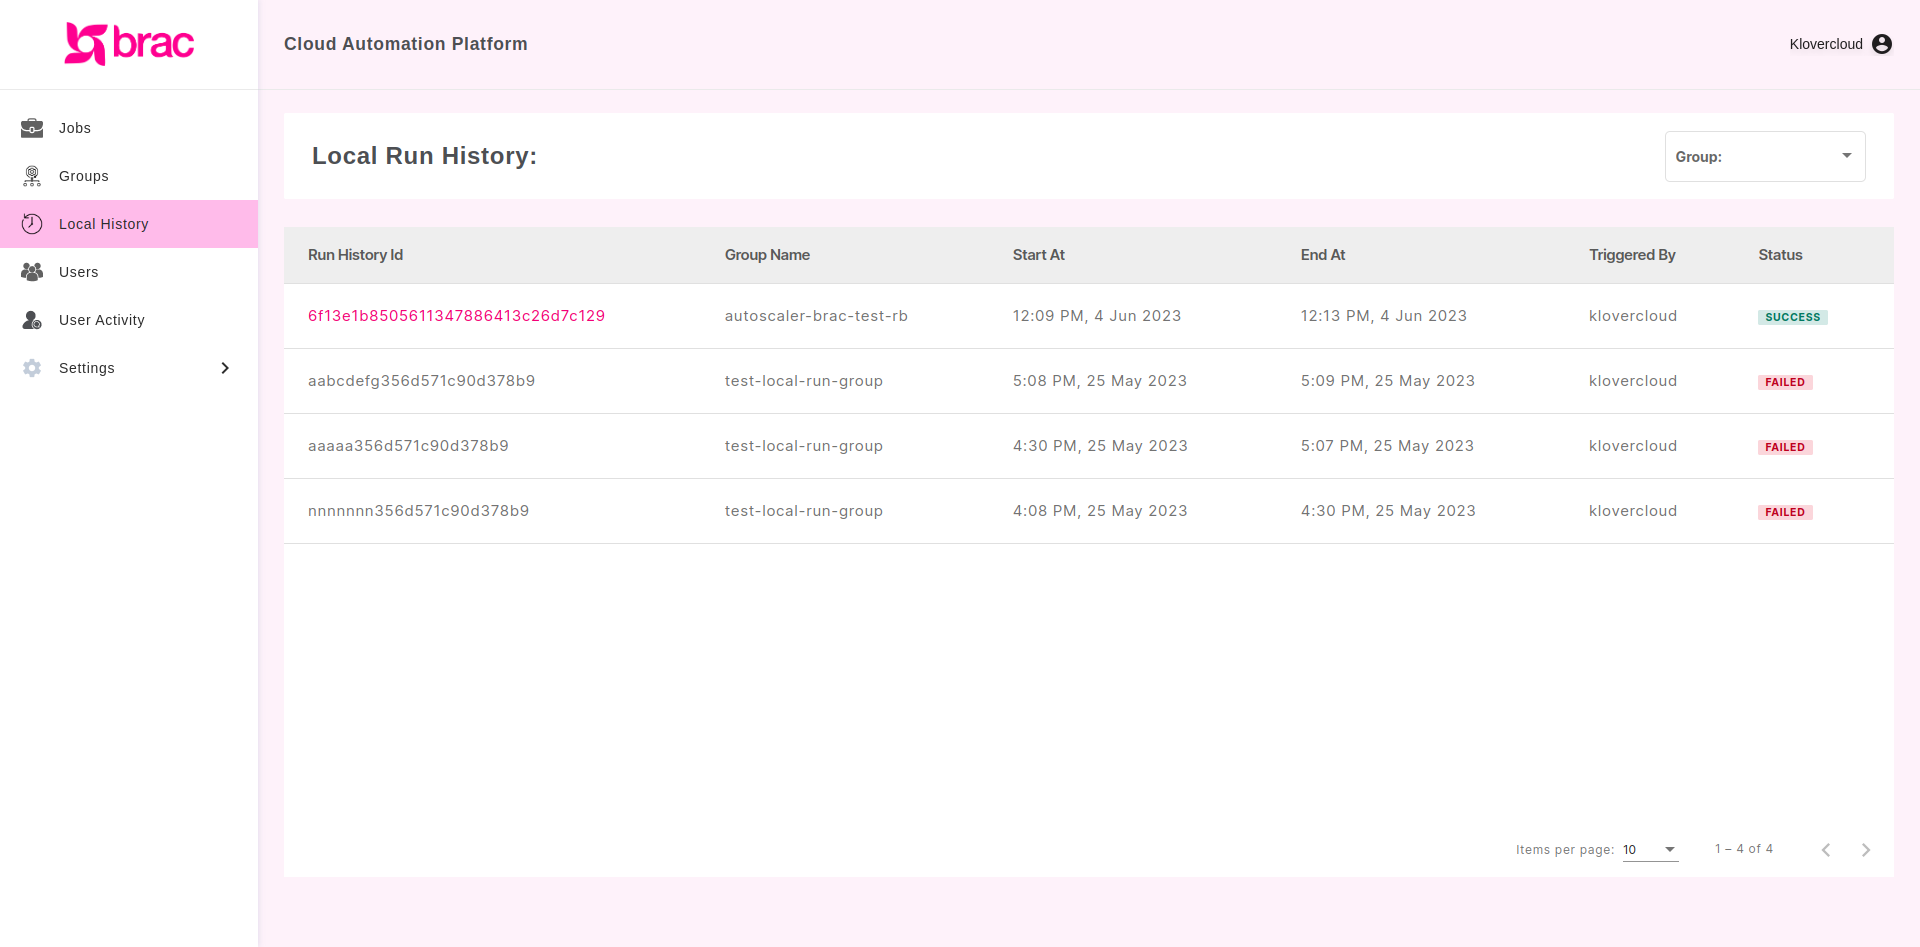 brac
Cloud Automation Platform
Klovercloud
Jobs
Groups
Local History
Users
User Activity
Settings
Local Run History:
Group:
Run History Id Group Name Start At End At Triggered By Status
6f13e1b8505611347886413c26d7c129 autoscaler-brac-test-rb 12:09 PM, 4 Jun 2023 12:13 PM, 4 Jun 2023 klovercloud SUCCESS
aabcdefg356d571c90d378b9 test-local-run-group 5:08 PM, 25 May 2023 5:09 PM, 25 May 2023 klovercloud FAILED
aaaaa356d571c90d378b9 test-local-run-group 4:30 PM, 25 May 2023 5:07 PM, 25 May 2023 klovercloud FAILED
nnnnnnn356d571c90d378b9 test-local-run-group 4:08 PM, 25 May 2023 4:30 PM, 25 May 2023 klovercloud FAILED
Items per page: 10 1 – 4 of 4